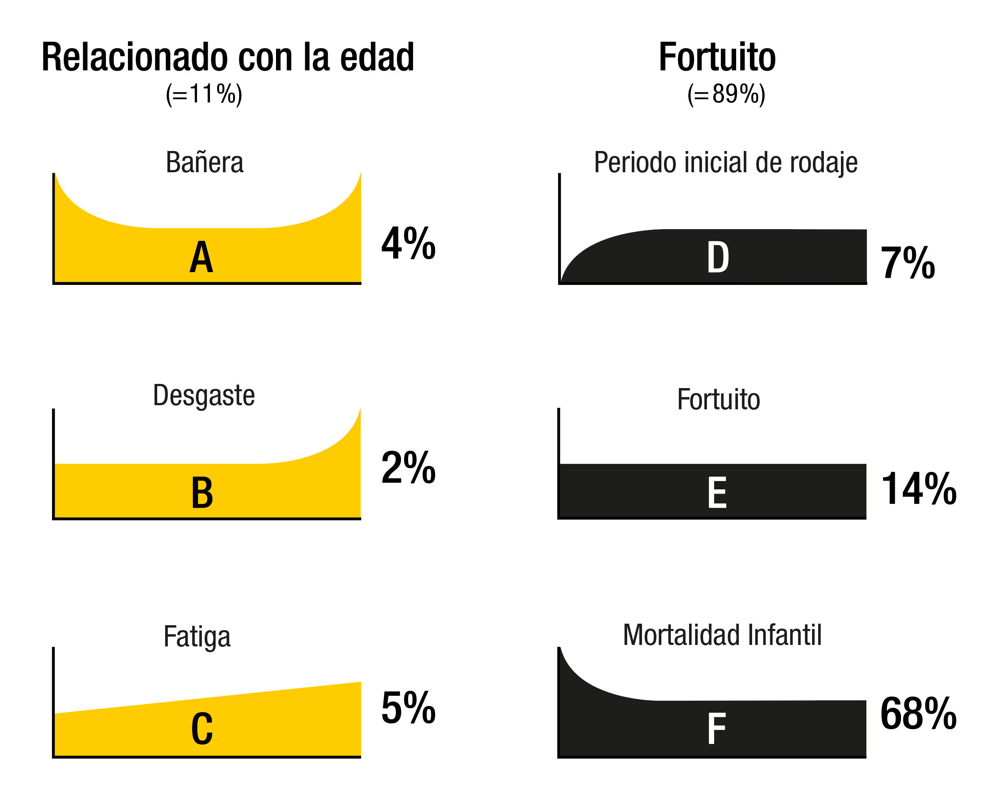 Relacionado con la edad
(=11%)
Bañera
A
4%
Desgaste
B
2%
Fatiga
C
5%
Fortuito
(=89%)
Periodo inicial de rodaje
D
7%
Fortuito
E
14%
Mortalidad Infantil
F
68%